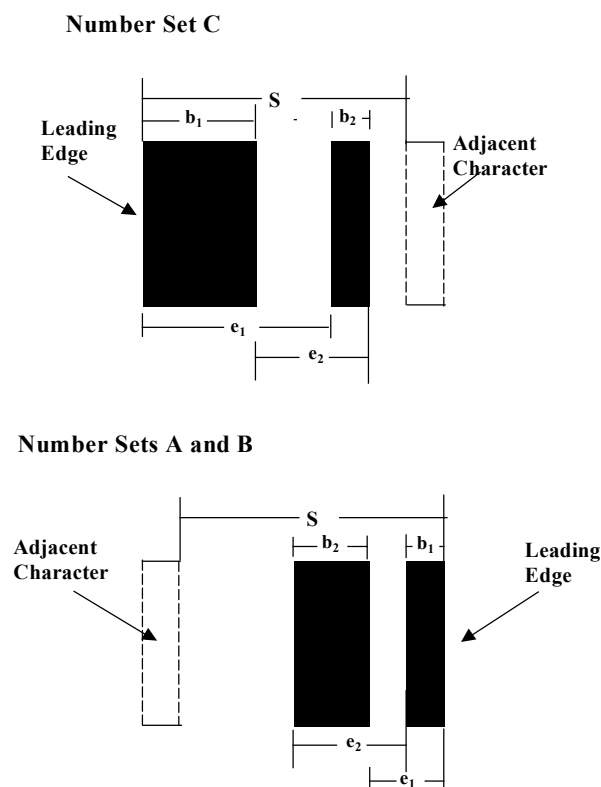 Number Set C
S
b₁ b₂
Leading
Edge
Adjacent
Character
e₁
e₂
Number Sets A and B
S
b₂ b₁
Adjacent
Character
Leading
Edge
e₂
e₁